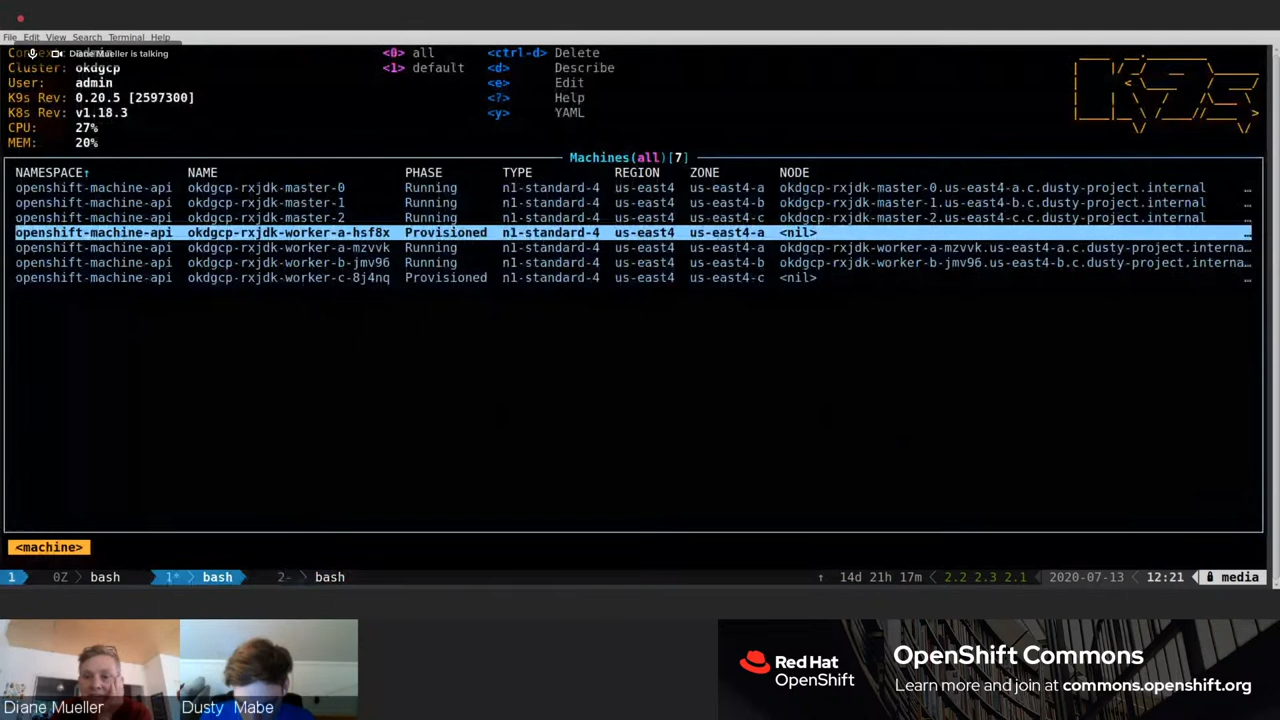 File Edit View Search Terminal Help
Diane Mueller is talking
Cluster: okdgcp
User: admin
K9s Rev: 0.20.5 [2597300]
K8s Rev: v1.18.3
CPU: 27%
MEM: 20%
<0> all
<1> default
<ctrl-d> Delete
<d> Describe
<e> Edit
<?> Help
<y> YAML
Machines(all)[7]
NAMESPACE↑ NAME PHASE TYPE REGION ZONE NODE
openshift-machine-api okdgcp-rxjdk-master-0 Running n1-standard-4 us-east4 us-east4-a okdgcp-rxjdk-master-0.us-east4-a.c.dusty-project.internal …
openshift-machine-api okdgcp-rxjdk-master-1 Running n1-standard-4 us-east4 us-east4-b okdgcp-rxjdk-master-1.us-east4-b.c.dusty-project.internal …
openshift-machine-api okdgcp-rxjdk-master-2 Running n1-standard-4 us-east4 us-east4-c okdgcp-rxjdk-master-2.us-east4-c.c.dusty-project.internal …
openshift-machine-api okdgcp-rxjdk-worker-a-hsf8x Provisioned n1-standard-4 us-east4 us-east4-a <nil> …
openshift-machine-api okdgcp-rxjdk-worker-a-mzvvk Running n1-standard-4 us-east4 us-east4-a okdgcp-rxjdk-worker-a-mzvvk.us-east4-a.c.dusty-project.interna…
openshift-machine-api okdgcp-rxjdk-worker-b-jmv96 Running n1-standard-4 us-east4 us-east4-b okdgcp-rxjdk-worker-b-jmv96.us-east4-b.c.dusty-project.interna…
openshift-machine-api okdgcp-rxjdk-worker-c-8j4nq Provisioned n1-standard-4 us-east4 us-east4-c <nil> …
<machine>
1 0Z bash 1* bash 2- bash ↑ 14d 21h 17m 2.2 2.3 2.1 2020-07-13 12:21 media
Diane Mueller
Dusty Mabe
Red Hat
OpenShift
OpenShift Commons
Learn more and join at commons.openshift.org